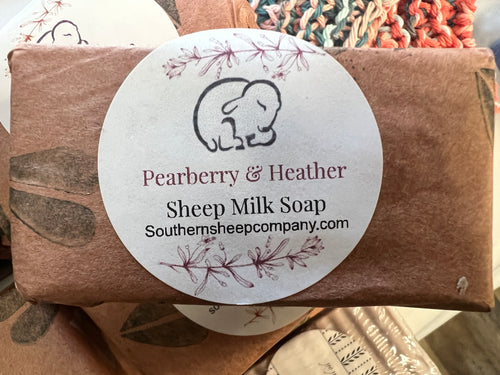 Pearberry & Heather
Sheep Milk Soap
Southernsheepcompany.com